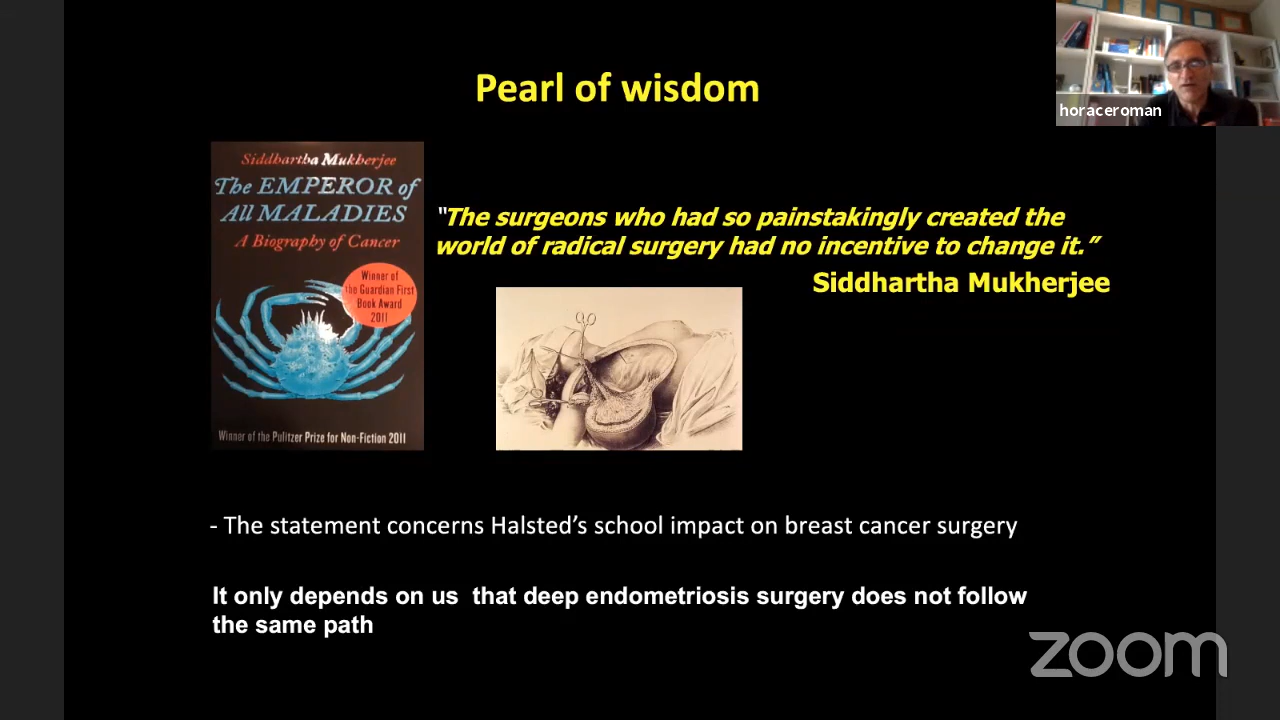 Pearl of wisdom
horaceroman
Siddhartha Mukherjee
The EMPEROR of
ALL MALADIES
A Biography of Cancer
Winner of
the Guardian First
Book Award
2011
Winner of the Pulitzer Prize for Non-Fiction 2011
“The surgeons who had so painstakingly created the
world of radical surgery had no incentive to change it.”
Siddhartha Mukherjee
- The statement concerns Halsted’s school impact on breast cancer surgery
It only depends on us  that deep endometriosis surgery does not follow
the same path
zoom